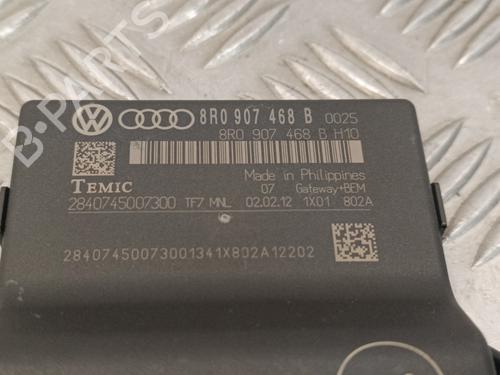 8R0 907 468 B 0025
8R0 907 468 B H10
TEMIC
Made in Philippines
07 Gateway+BEM
2840745007300 TF7 MNL 02.02.12 1X01 802A
28407450073001341X802A12202
B-PARTS